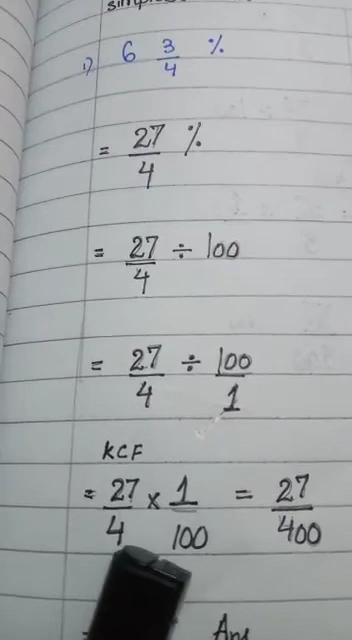 1) 6 3/4 %
= 27/4 %
= 27/4 ÷ 100
= 27/4 ÷ 100/1
KCF
= 27/4 × 1/100 = 27/400
Ans